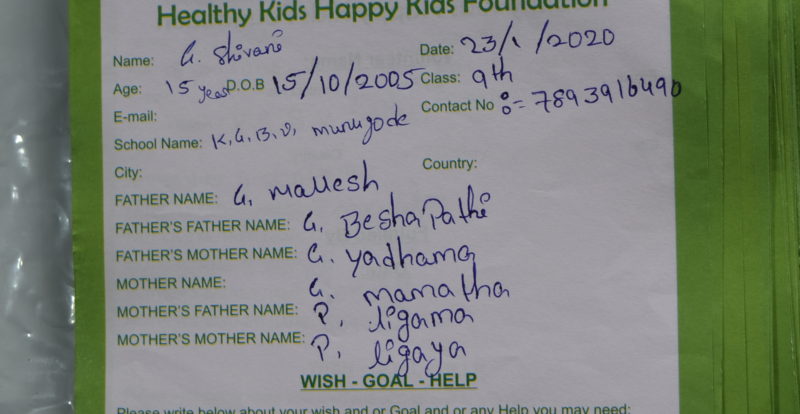 Healthy Kids Happy Kids Foundation
Name: G. Shivani Date: 23/1/2020
Age: 15 years D.O.B 15/10/2005 Class: 9th
E-mail: Contact No := 7893916490
School Name: K.G.B.V, munugode
City: Country:
FATHER NAME: G. mallesh
FATHER'S FATHER NAME: G. BeshaPathi
FATHER'S MOTHER NAME: G. Yadhama
MOTHER NAME: G. mamatha
MOTHER'S FATHER NAME: P. ligama
MOTHER'S MOTHER NAME: P. ligaya
WISH - GOAL - HELP
Please write below about your wish and or Goal and or any Help you may need: